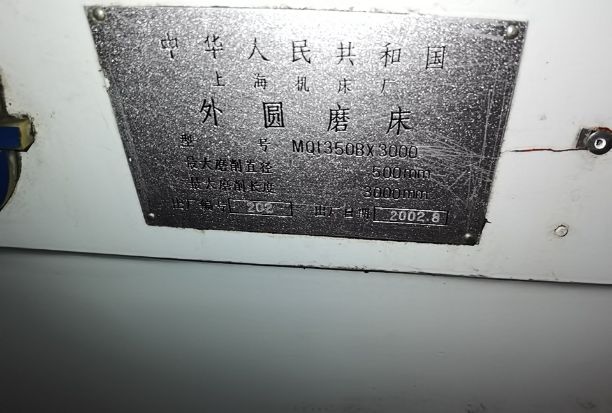 中华人民共和国
上海机床厂
外圆磨床
型号 MQ1350BX3000
最大磨削直径 500mm
最大磨削长度 3000mm
出厂编号 202 出厂日期 2002.8